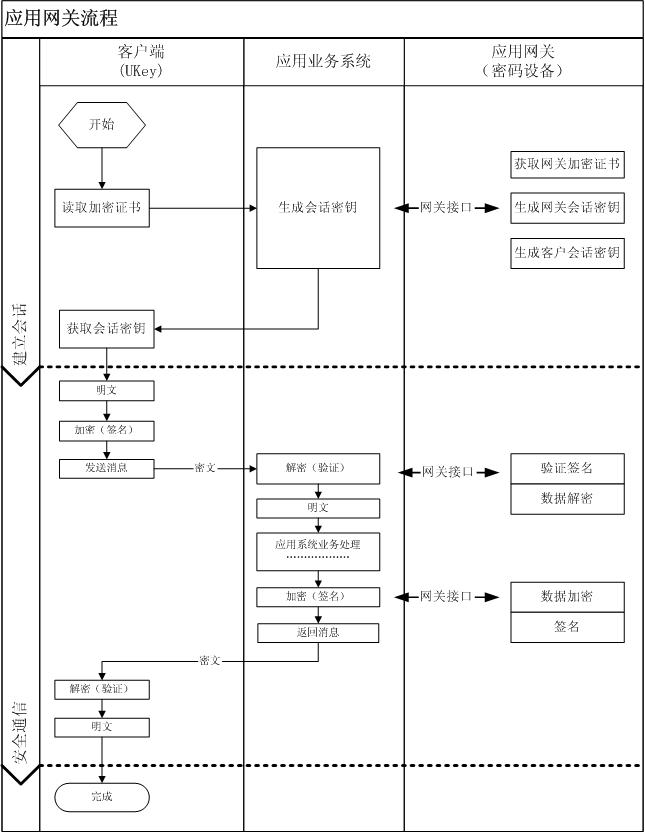 应用网关流程
客户端
(UKey)
应用业务系统
应用网关
(密码设备)
开始
获取网关加密证书
读取加密证书
生成会话密钥
网关接口
生成网关会话密钥
生成客户会话密钥
建立会话
获取会话密钥
明文
加密(签名)
发送消息
密文
解密(验证)
网关接口
验证签名
数据解密
明文
应用系统业务处理
………………
加密(签名)
网关接口
数据加密
签名
返回消息
密文
解密(验证)
明文
安全通信
完成